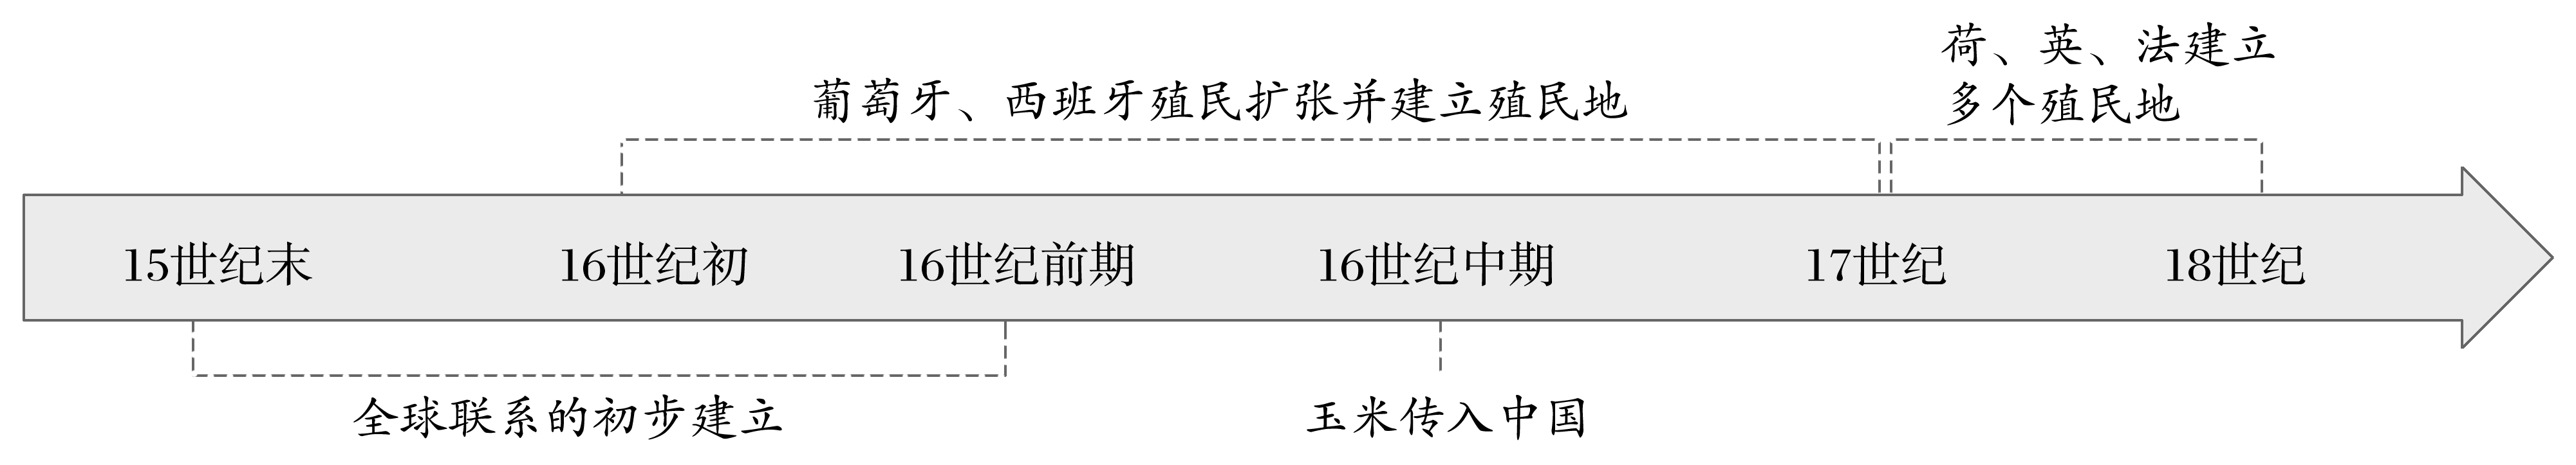 荷、英、法建立
多个殖民地
葡萄牙、西班牙殖民扩张并建立殖民地
15世纪末 16世纪初 16世纪前期 16世纪中期 17世纪 18世纪
全球联系的初步建立 玉米传入中国